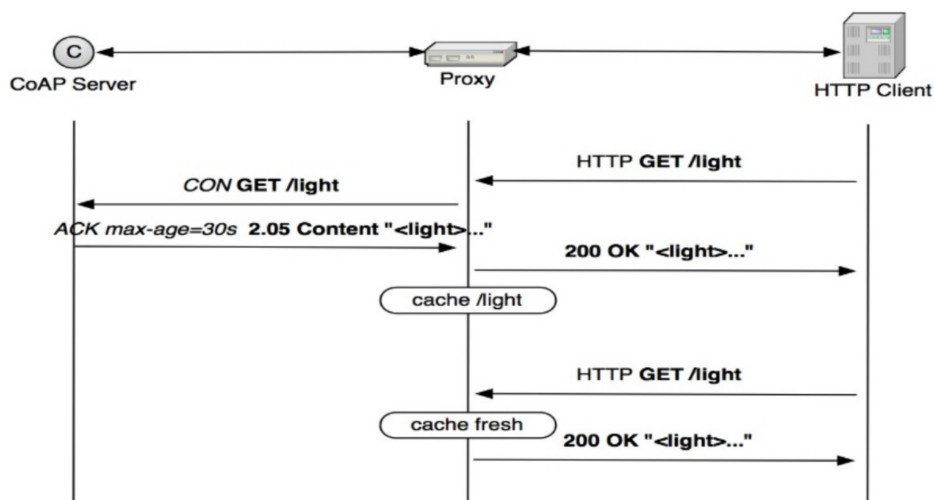 C
CoAP Server
Proxy
HTTP Client
HTTP GET /light
CON GET /light
ACK max-age=30s 2.05 Content "<light>..."
200 OK "<light>..."
cache /light
HTTP GET /light
cache fresh
200 OK "<light>..."